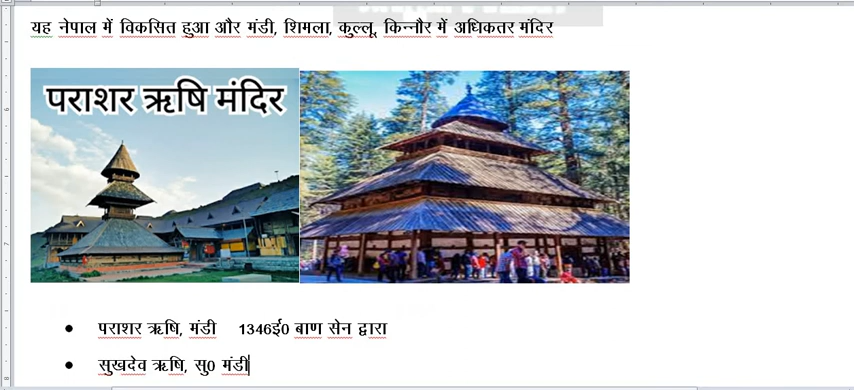 यह नेपाल में विकसित हुआ और मंडी, शिमला, कुल्लू, किन्नौर में अधिकतर मंदिर
पराशर ऋषि मंदिर
पराशर ऋषि, मंडी 1346ई0 बाण सेन द्वारा
सुखदेव ऋषि, सु0 मंडी